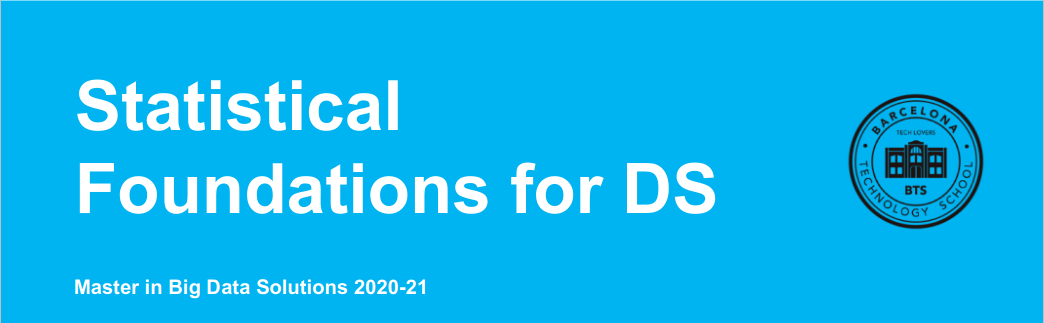 Statistical
Foundations for DS
Master in Big Data Solutions 2020-21
BARCELONA
TECH LOVERS
BTS
TECHNOLOGY SCHOOL